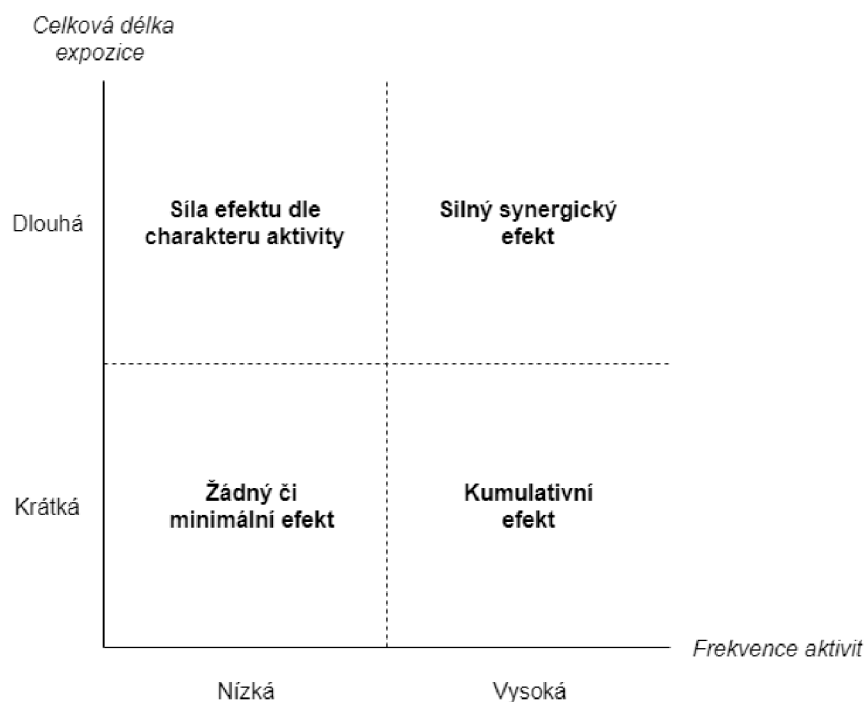 Celková délka
expozice
Dlouhá
Síla efektu dle
charakteru aktivity
Silný synergický
efekt
Krátká
Žádný či
minimální efekt
Kumulativní
efekt
Frekvence aktivit
Nízká
Vysoká